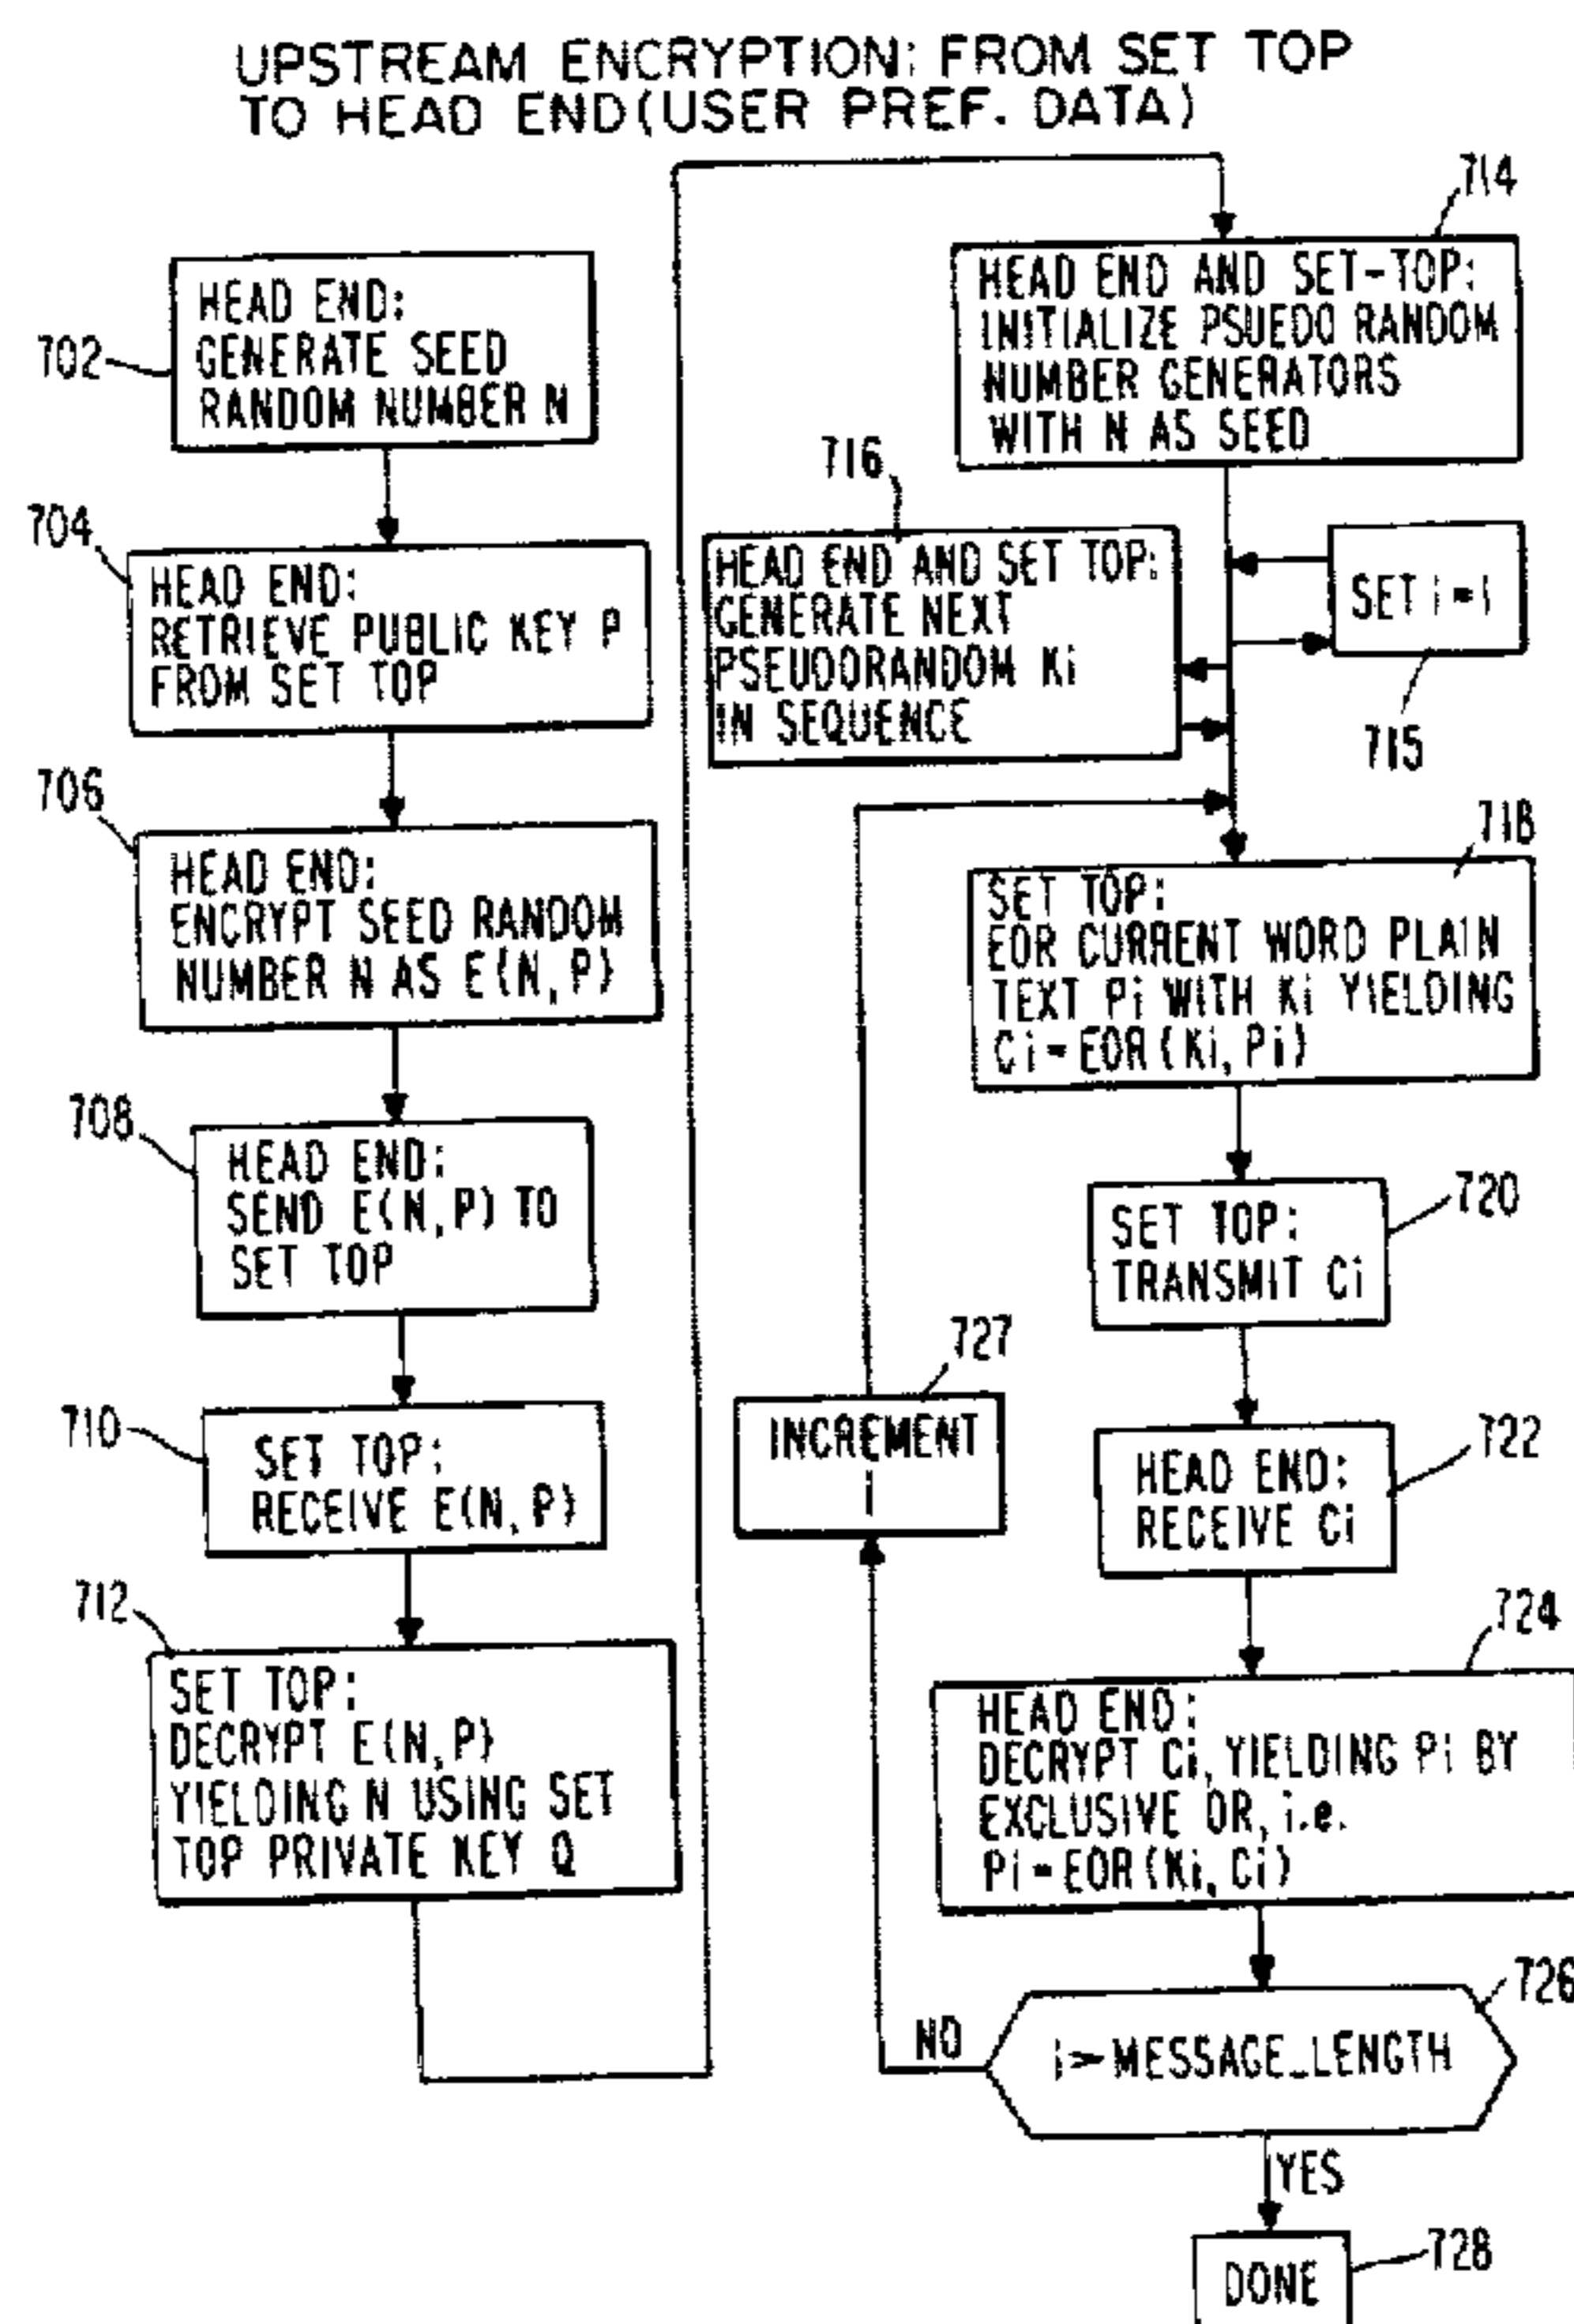 UPSTREAM ENCRYPTION: FROM SET TOP
TO HEAD END(USER PREF. DATA)
702
HEAD END:
GENERATE SEED
RANDOM NUMBER N
704
HEAD END:
RETRIEVE PUBLIC KEY P
FROM SET TOP
706
HEAD END:
ENCRYPT SEED RANDOM
NUMBER N AS E(N,P)
708
HEAD END:
SEND E(N,P) TO
SET TOP
710
SET TOP:
RECEIVE E(N,P)
712
SET TOP:
DECRYPT E(N,P)
YIELDING N USING SET
TOP PRIVATE KEY Q
714
HEAD END AND SET-TOP:
INITIALIZE PSUEDO RANDOM
NUMBER GENERATORS
WITH N AS SEED
SET i=1
715
716
HEAD END AND SET TOP:
GENERATE NEXT
PSEUDORANDOM Ki
IN SEQUENCE
718
SET TOP:
EOR CURRENT WORD PLAIN
TEXT Pi WITH Ki YIELDING
Ci=EOR(Ki,Pi)
720
SET TOP:
TRANSMIT Ci
722
HEAD END:
RECEIVE Ci
724
HEAD END:
DECRYPT Ci, YIELDING Pi BY
EXCLUSIVE OR, i.e.
Pi=EOR(Ki,Ci)
726
i>MESSAGE_LENGTH
NO
727
INCREMENT
I
YES
728
DONE